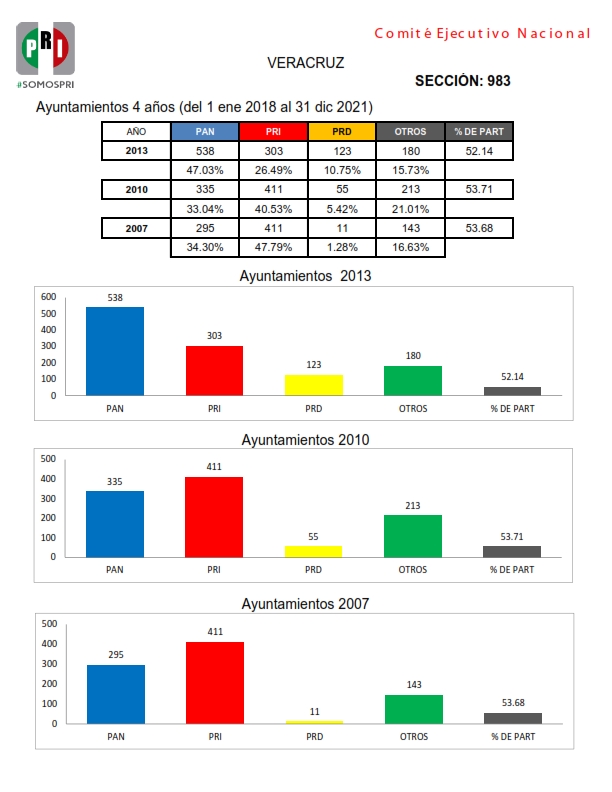 Comité Ejecutivo Nacional
PRI
#SOMOSPRI
VERACRUZ
SECCIÓN: 983
Ayuntamientos 4 años (del 1 ene 2018 al 31 dic 2021)
AÑO PAN PRI PRD OTROS % DE PART
2013 538 303 123 180 52.14
47.03% 26.49% 10.75% 15.73%
2010 335 411 55 213 53.71
33.04% 40.53% 5.42% 21.01%
2007 295 411 11 143 53.68
34.30% 47.79% 1.28% 16.63%
Ayuntamientos 2013
600
500
400
300
200
100
0
538 303 123 180 52.14
PAN PRI PRD OTROS % DE PART
Ayuntamientos 2010
500
400
300
200
100
0
335 411 55 213 53.71
PAN PRI PRD OTROS % DE PART
Ayuntamientos 2007
500
400
300
200
100
0
295 411 11 143 53.68
PAN PRI PRD OTROS % DE PART